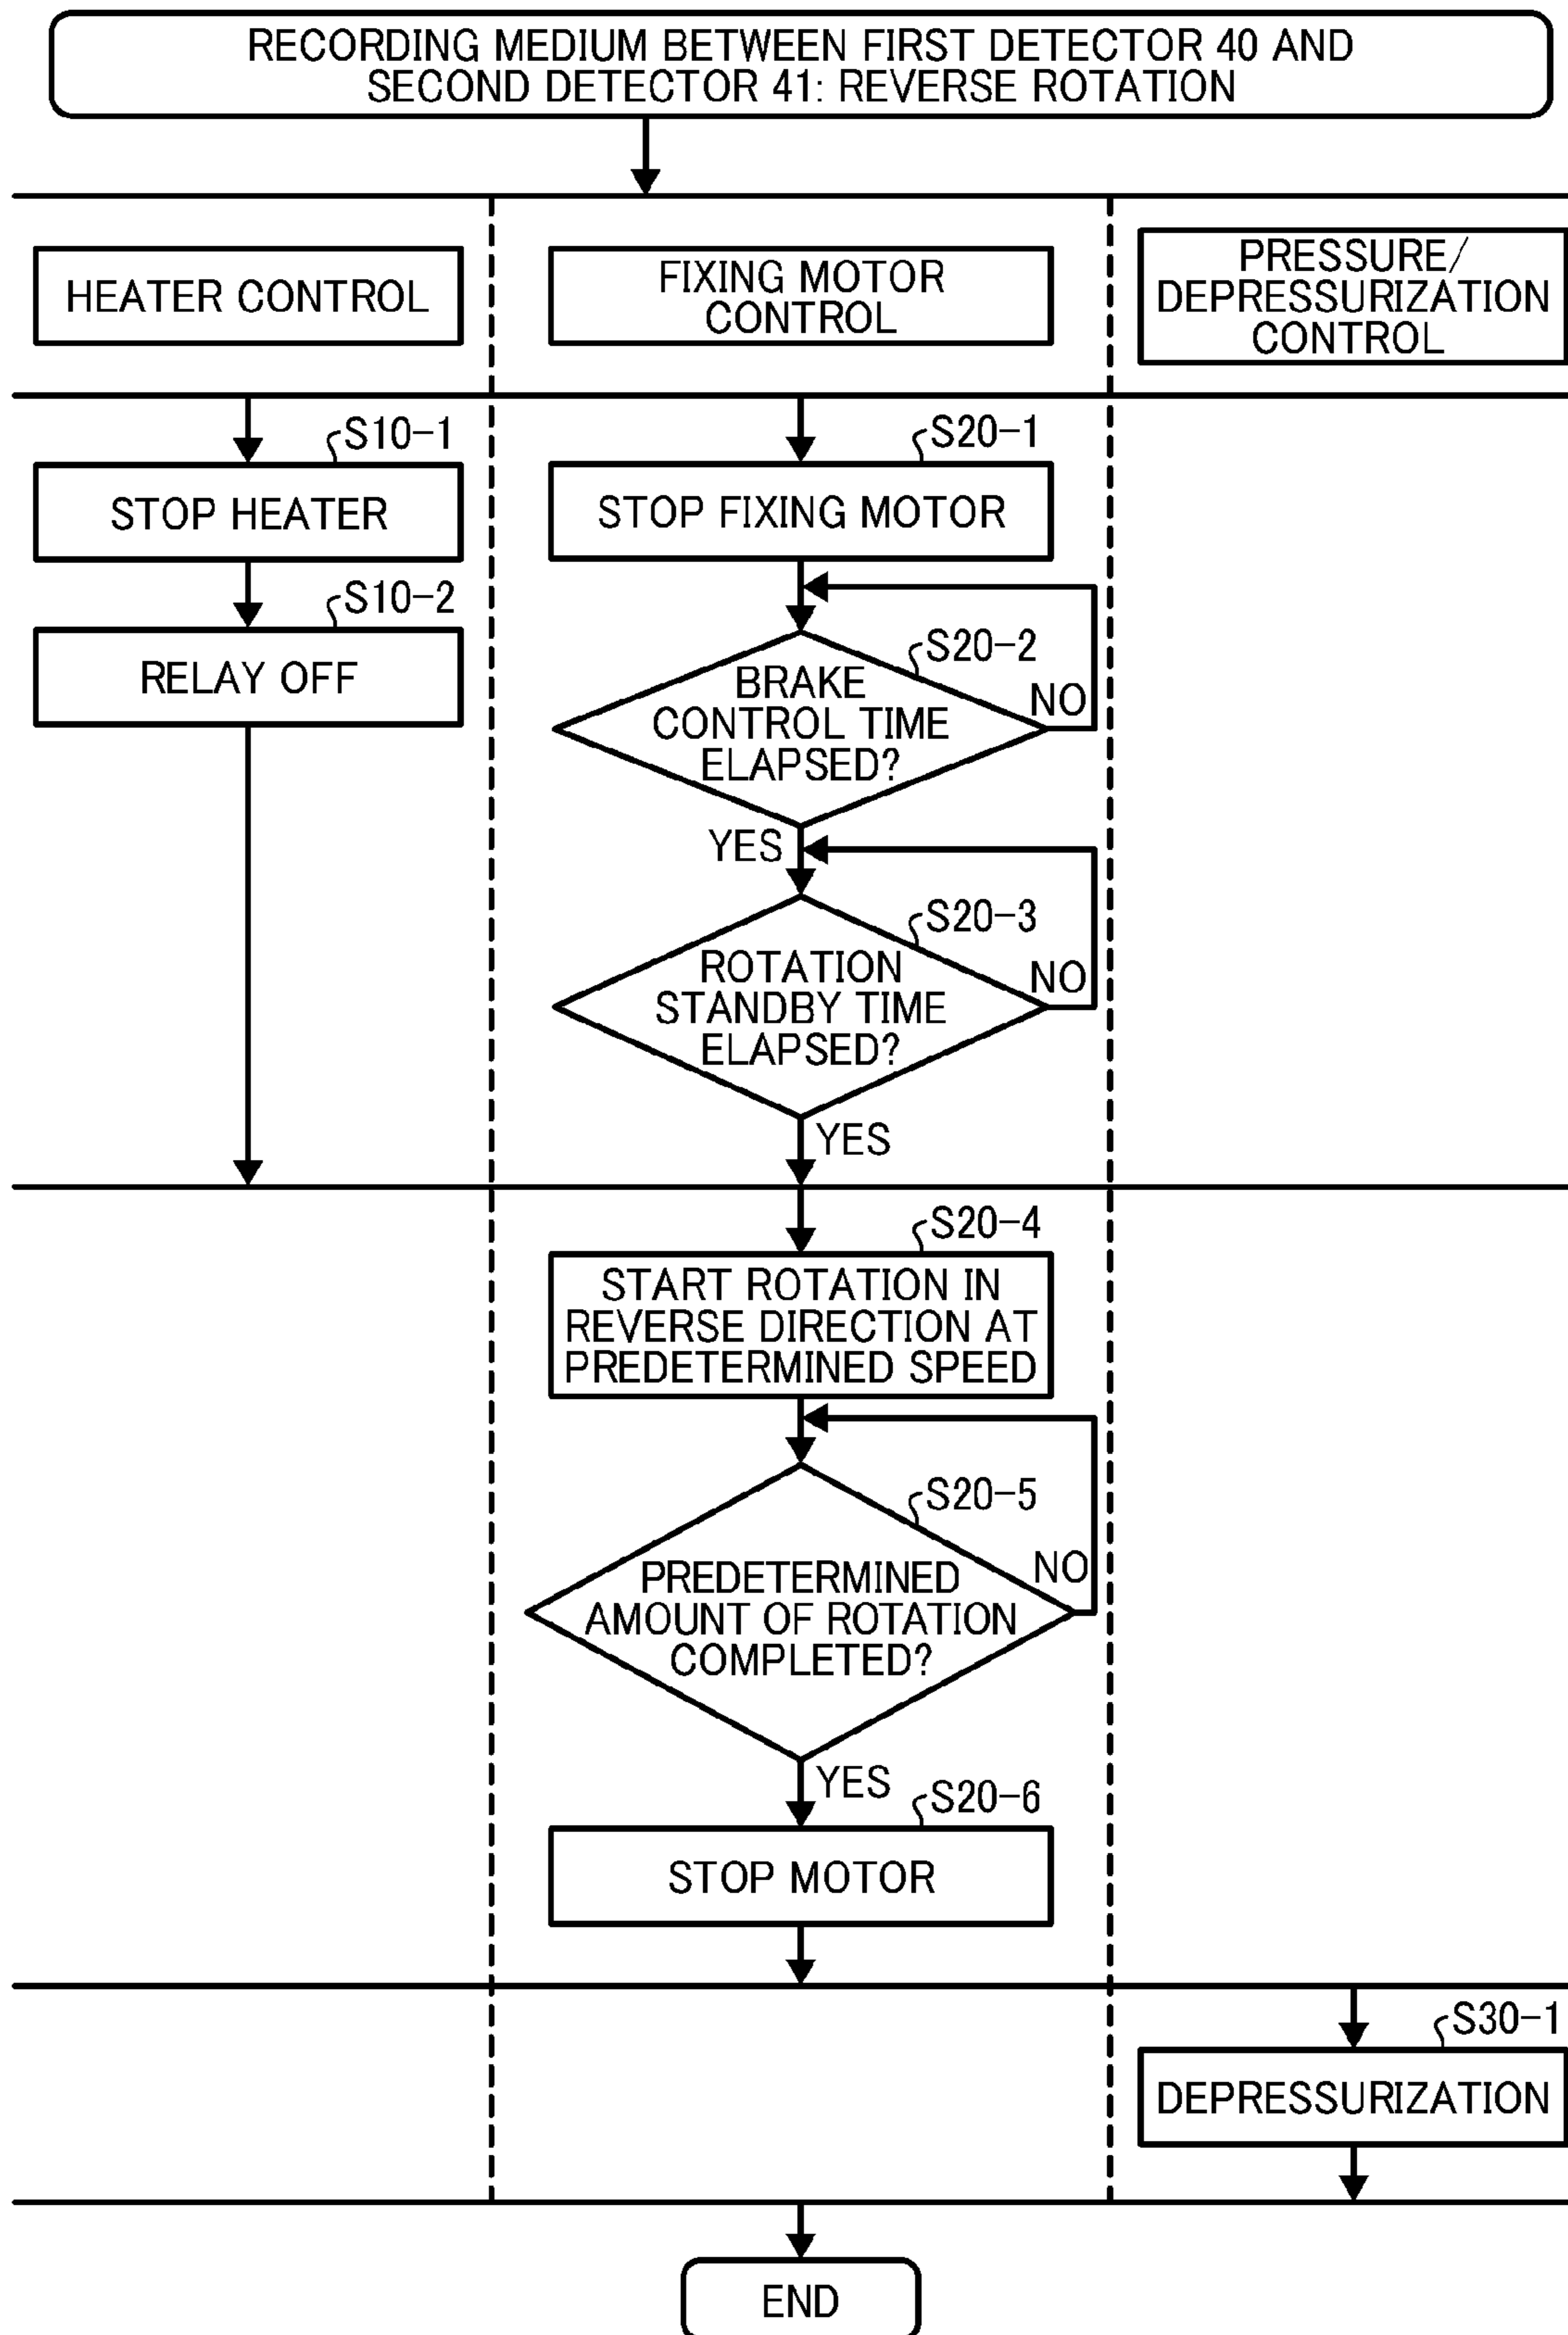 RECORDING MEDIUM BETWEEN FIRST DETECTOR 40 AND
SECOND DETECTOR 41: REVERSE ROTATION
HEATER CONTROL
FIXING MOTOR
CONTROL
PRESSURE/
DEPRESSURIZATION
CONTROL
S10-1
STOP HEATER
S10-2
RELAY OFF
S20-1
STOP FIXING MOTOR
S20-2
BRAKE
CONTROL TIME
ELAPSED?
NO
YES
S20-3
ROTATION
STANDBY TIME
ELAPSED?
NO
YES
S20-4
START ROTATION IN
REVERSE DIRECTION AT
PREDETERMINED SPEED
S20-5
PREDETERMINED
AMOUNT OF ROTATION
COMPLETED?
NO
YES
S20-6
STOP MOTOR
S30-1
DEPRESSURIZATION
END